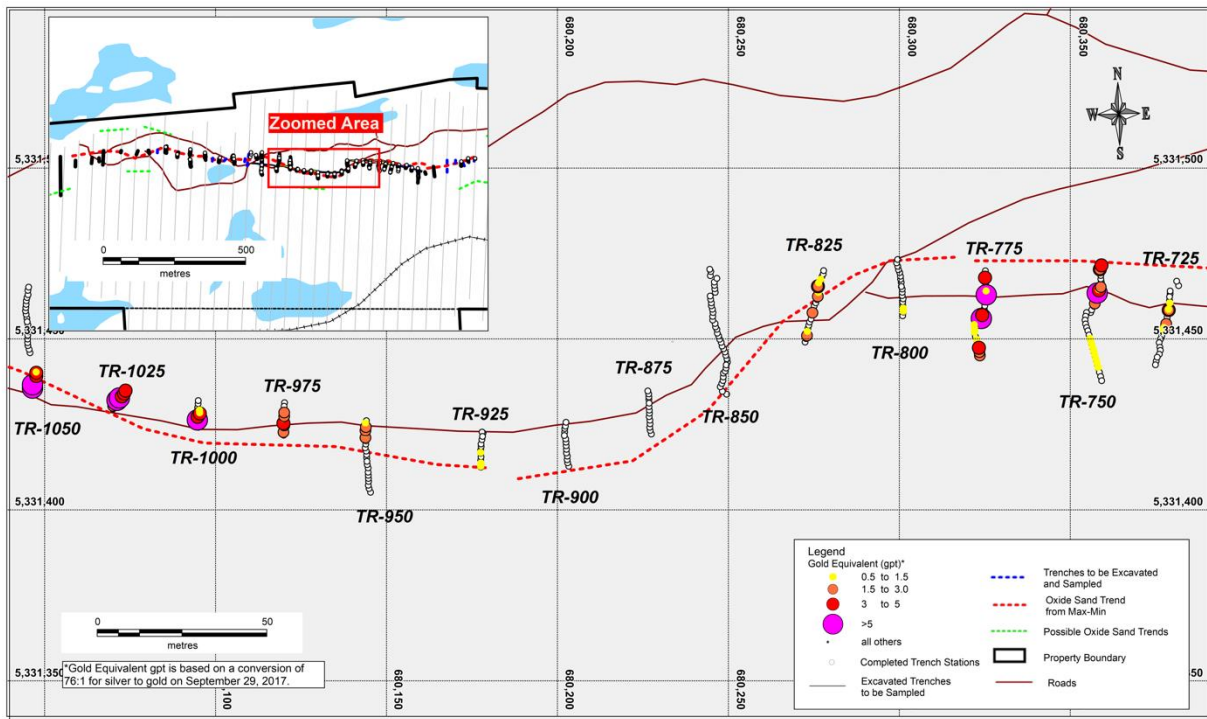 680,200
680,250
680,300
680,350
Zoomed Area
0 500
metres
N
W E
S
5,331,5
5,331,500
TR-825
TR-775
TR-725
5,331,450
5,331,450
TR-1025
TR-975
TR-875
TR-800
TR-1050
TR-925
TR-850
TR-750
TR-1000
5,331,400
TR-900
5,331,400
TR-950
Legend
Gold Equivalent (gpt)*
0.5 to 1.5
1.5 to 3.0
3 to 5
>5
all others
Completed Trench Stations
Excavated Trenches
to be Sampled
Trenches to be Excavated
and Sampled
Oxide Sand Trend
from Max-Min
Possible Oxide Sand Trends
Property Boundary
Roads
0 50
metres
*Gold Equivalent gpt is based on a conversion of
76:1 for silver to gold on September 29, 2017.
5,331,350
50
,100
680,150
680,200
680,250